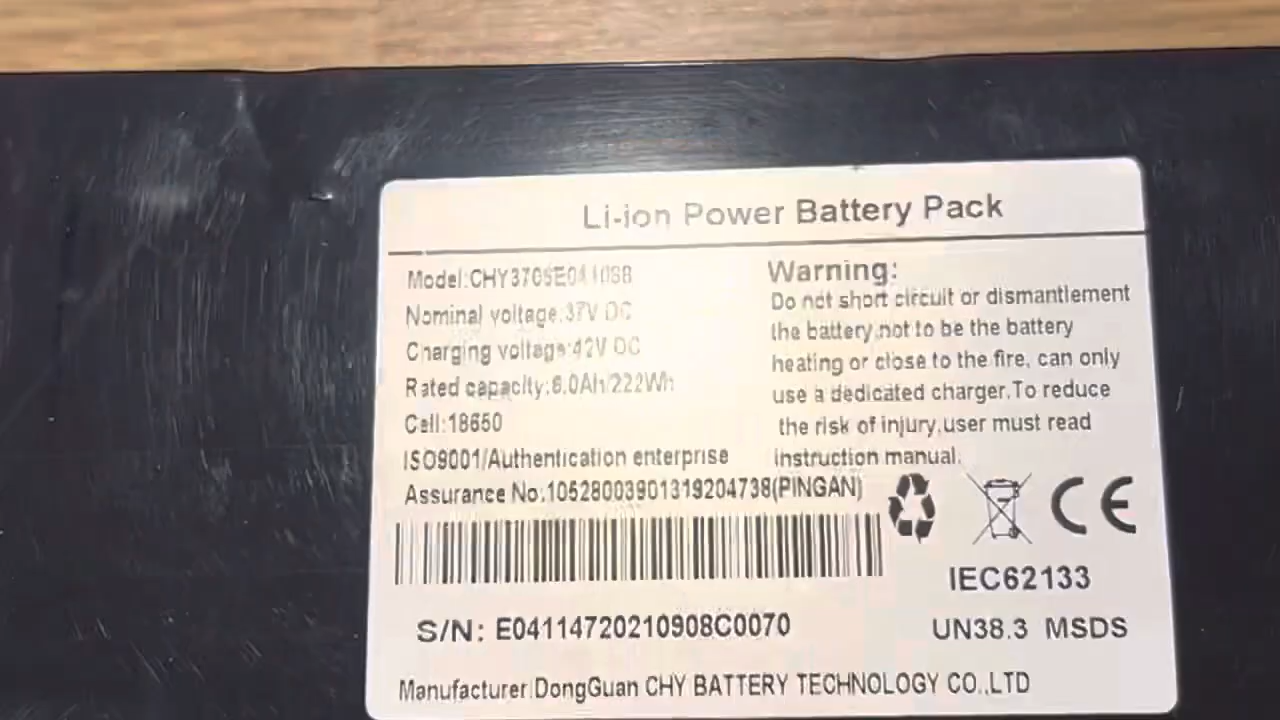 Li-ion Power Battery Pack
Nominal voltage:37V DC
Charging voltage:42V DC
Rated capacity:6.0Ah/222Wh
Cell:18650
ISO9001/Authentication enterprise
Assurance No:10528003901319204738(PINGAN)
Warning:
Do not short circuit or dismantlement
the battery,not to be the battery
heating or close to the fire, can only
use a dedicated charger.To reduce
the risk of injury,user must read
instruction manual.
CE
IEC62133
S/N: E04114720210908C0070
UN38.3 MSDS
Manufacturer:DongGuan CHY BATTERY TECHNOLOGY CO.,LTD